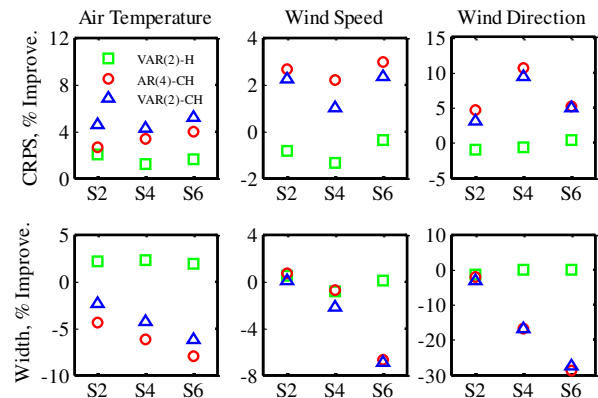 Air Temperature
Wind Speed
Wind Direction
CRPS, % Improve.
12
8
4
0
VAR(2)-H
AR(4)-CH
VAR(2)-CH
S2 S4 S6
4
2
0
-2
S2 S4 S6
15
10
5
0
-5
S2 S4 S6
Width, % Improve.
5
0
-5
-10
S2 S4 S6
4
0
-4
-8
S2 S4 S6
10
0
-10
-20
-30
S2 S4 S6